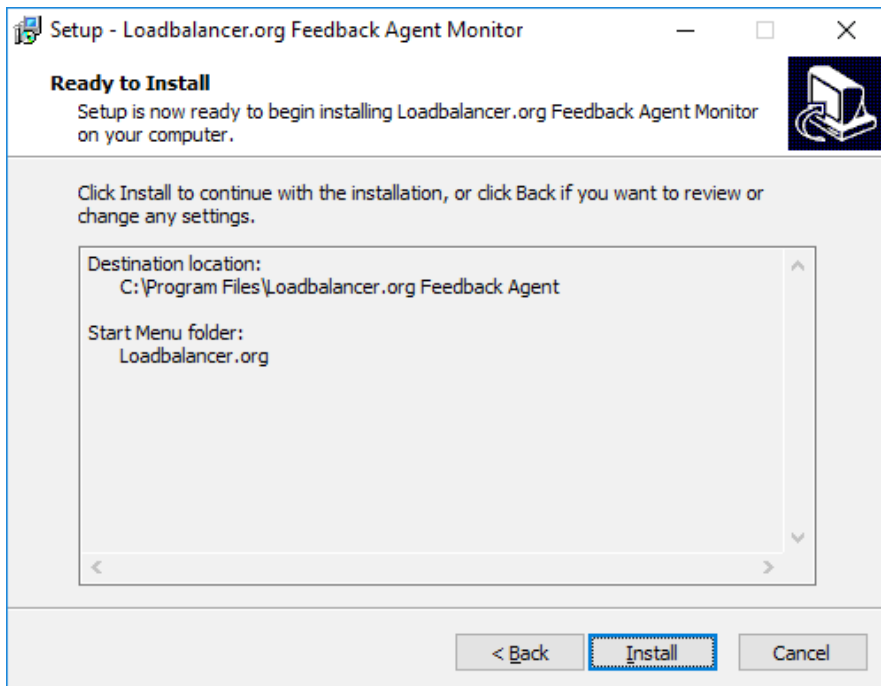 Setup - Loadbalancer.org Feedback Agent Monitor
Ready to Install
Setup is now ready to begin installing Loadbalancer.org Feedback Agent Monitor
on your computer.
Click Install to continue with the installation, or click Back if you want to review or
change any settings.
Destination location:
C:\Program Files\Loadbalancer.org Feedback Agent
Start Menu folder:
Loadbalancer.org
< Back Install Cancel